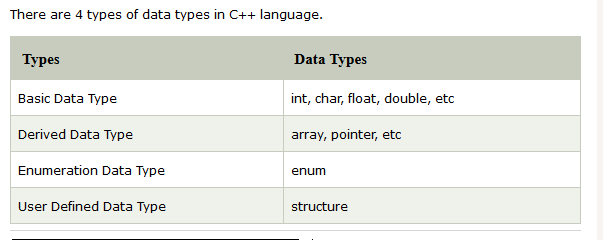 There are 4 types of data types in C++ language.
Types Data Types
Basic Data Type int, char, float, double, etc
Derived Data Type array, pointer, etc
Enumeration Data Type enum
User Defined Data Type structure